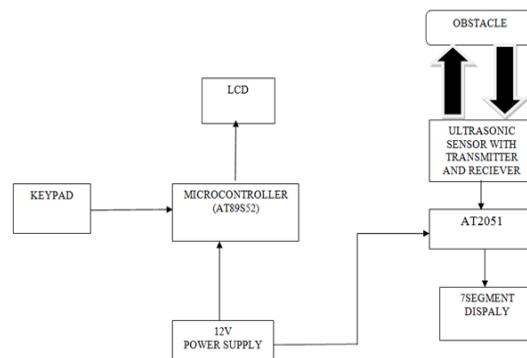 OBSTACLE
LCD
ULTRASONIC
SENSOR WITH
TRANSMITTER
AND RECIEVER
KEYPAD
MICROCONTROLLER
(AT89S52)
AT2051
7SEGMENT
DISPALY
12V
POWER SUPPLY